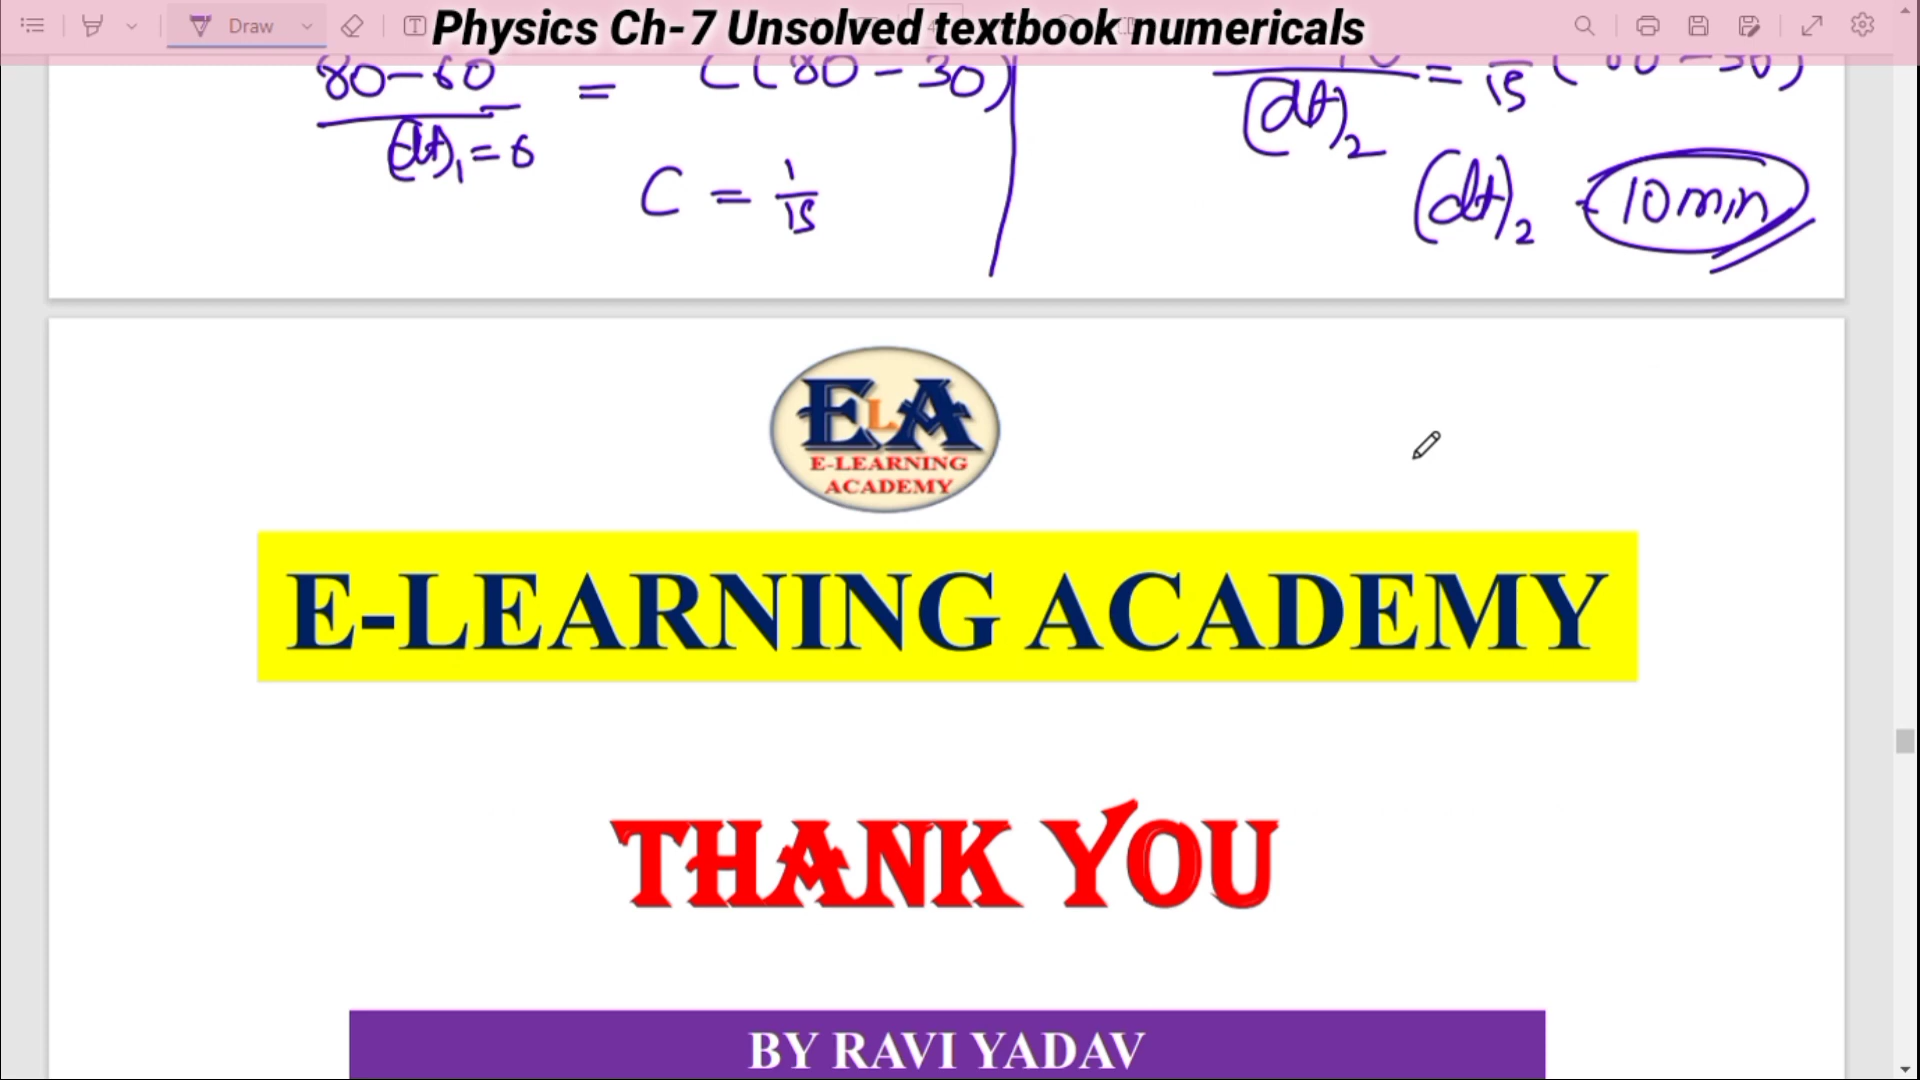 Draw
Physics Ch-7 Unsolved textbook numericals
80-60 = C(80-30)
(dt)₁ = 6
C = 1/15
(dt)₂ = 1/15
(dt)₂ = 10 min
ELA
E-LEARNING
ACADEMY
E-LEARNING ACADEMY
THANK YOU
BY RAVI YADAV